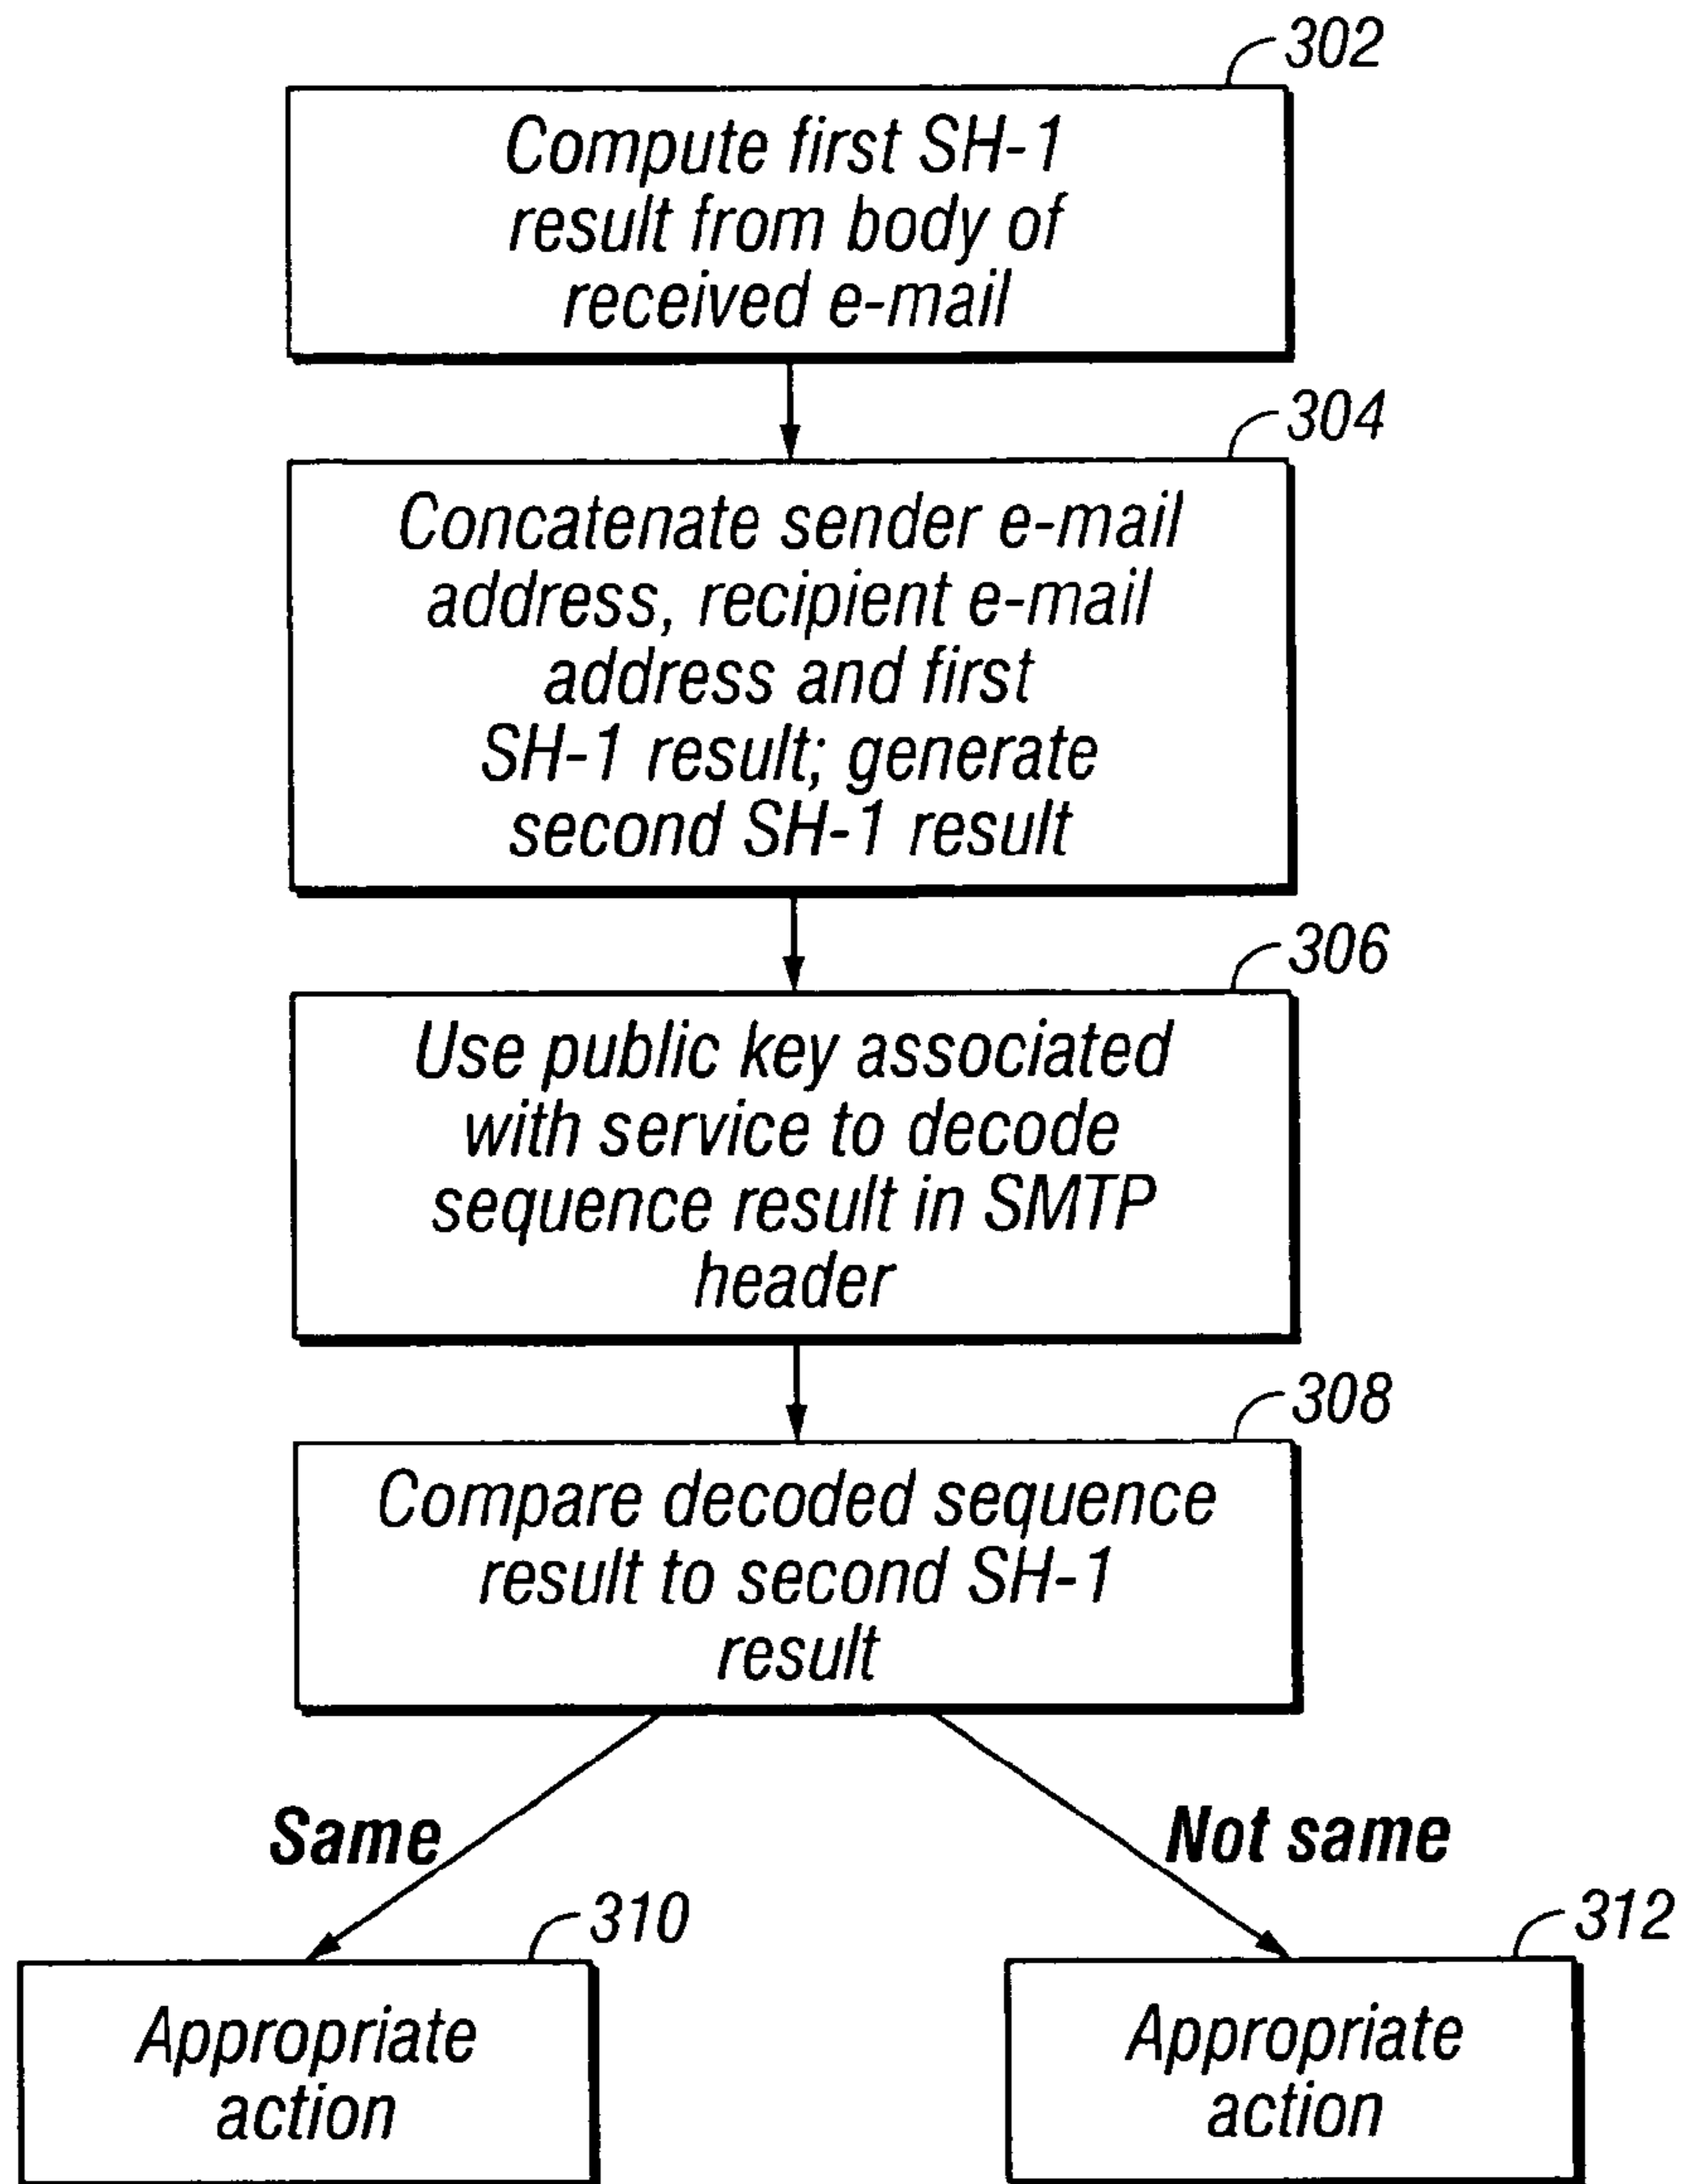 302
Compute first SH-1
result from body of
received e-mail
304
Concatenate sender e-mail
address, recipient e-mail
address and first
SH-1 result; generate
second SH-1 result
306
Use public key associated
with service to decode
sequence result in SMTP
header
308
Compare decoded sequence
result to second SH-1
result
Same
Not same
310
Appropriate
action
312
Appropriate
action